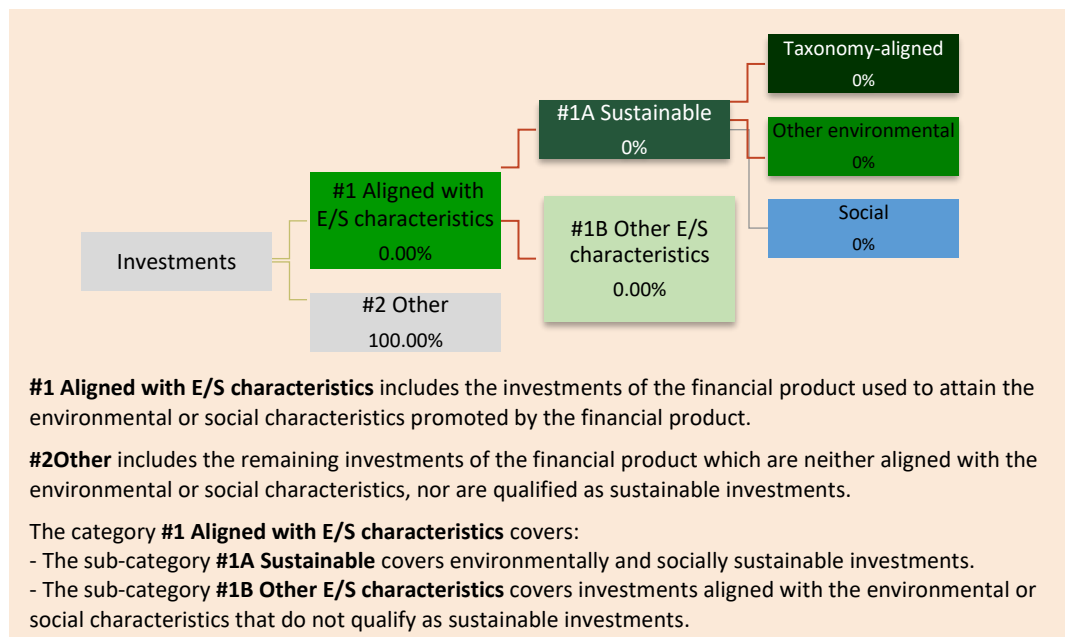 Taxonomy-aligned
0%
#1A Sustainable
0%
Other environmental
0%
#1 Aligned with
E/S characteristics
0.00%
Social
0%
#1B Other E/S
characteristics
0.00%
Investments
#2 Other
100.00%
#1 Aligned with E/S characteristics includes the investments of the financial product used to attain the
environmental or social characteristics promoted by the financial product.
#2Other includes the remaining investments of the financial product which are neither aligned with the
environmental or social characteristics, nor are qualified as sustainable investments.
The category #1 Aligned with E/S characteristics covers:
- The sub-category #1A Sustainable covers environmentally and socially sustainable investments.
- The sub-category #1B Other E/S characteristics covers investments aligned with the environmental or
social characteristics that do not qualify as sustainable investments.